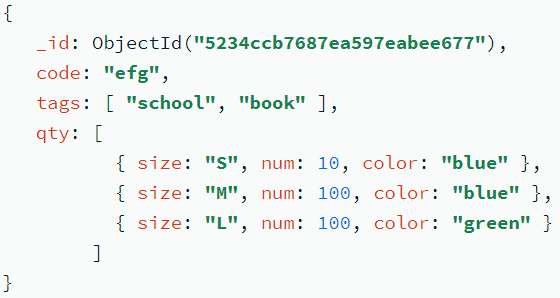 {
_id: ObjectId("5234ccb7687ea597eabee677"),
code: "efg",
tags: [ "school", "book" ],
qty: [
{ size: "S", num: 10, color: "blue" },
{ size: "M", num: 100, color: "blue" },
{ size: "L", num: 100, color: "green" }
]
}